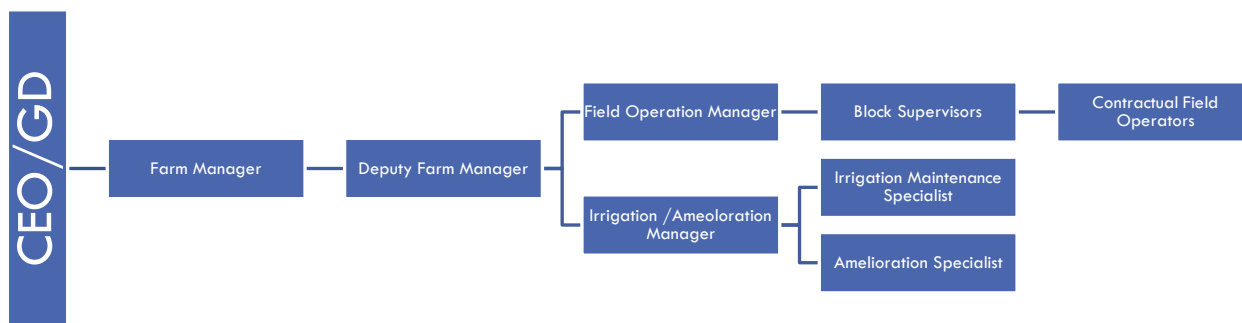 CEO/GD
Farm Manager
Deputy Farm Manager
Field Operation Manager
Block Supervisors
Contractual Field
Operators
Irrigation /Ameoloration
Manager
Irrigation Maintenance
Specialist
Amelioration Specialist